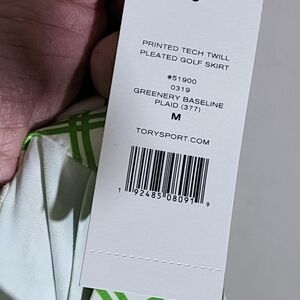 PRINTED TECH TWILL
PLEATED GOLF SKIRT
#51900
0319
GREENERY BASELINE
PLAID (377)
M
TORYSPORT.COM
1 92485 08091 9